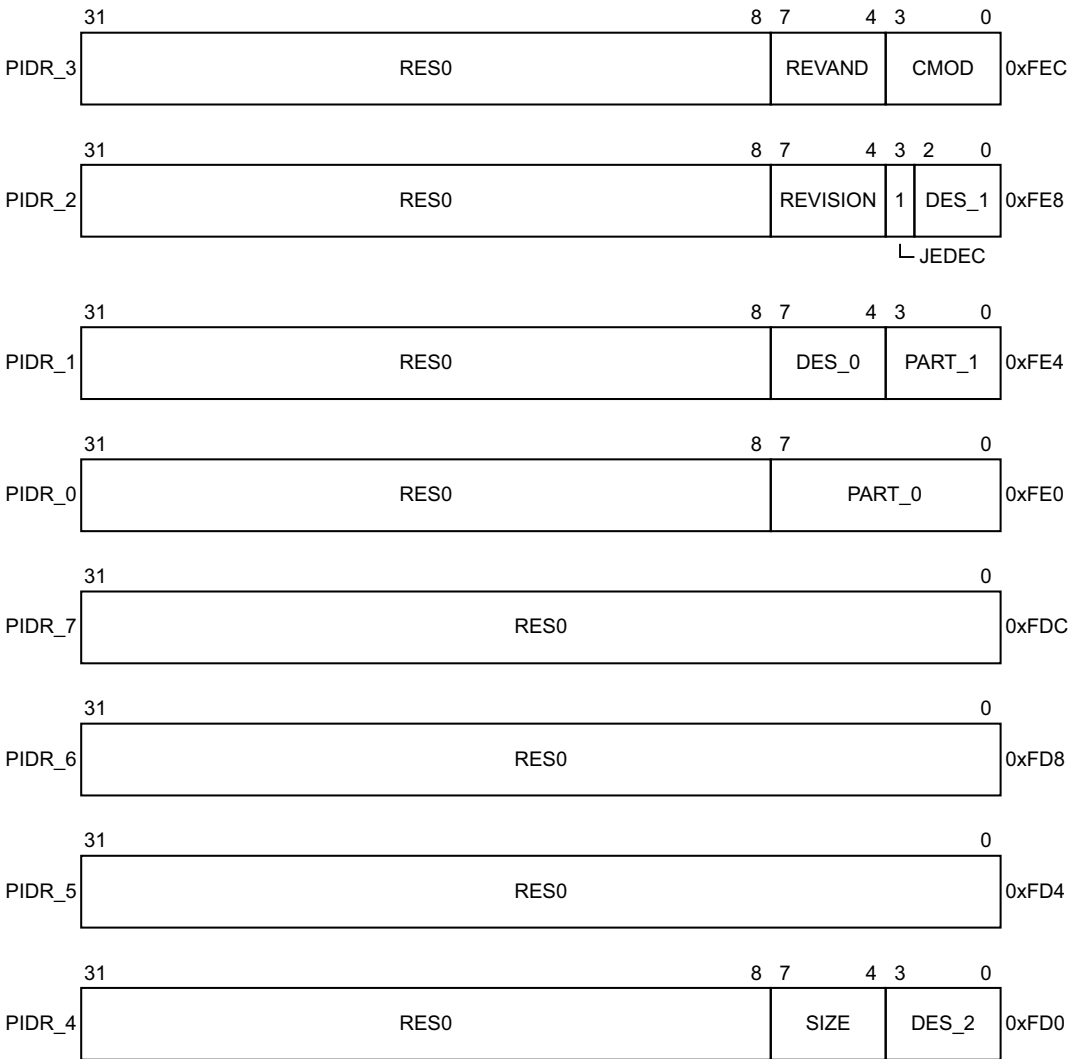 31 8 7 4 3 0
PIDR_3 RES0 REVAND CMOD 0xFEC
31 8 7 4 3 2 0
PIDR_2 RES0 REVISION 1 DES_1 0xFE8
JEDEC
31 8 7 4 3 0
PIDR_1 RES0 DES_0 PART_1 0xFE4
31 8 7 0
PIDR_0 RES0 PART_0 0xFE0
31 0
PIDR_7 RES0 0xFDC
31 0
PIDR_6 RES0 0xFD8
31 0
PIDR_5 RES0 0xFD4
31 8 7 4 3 0
PIDR_4 RES0 SIZE DES_2 0xFD0